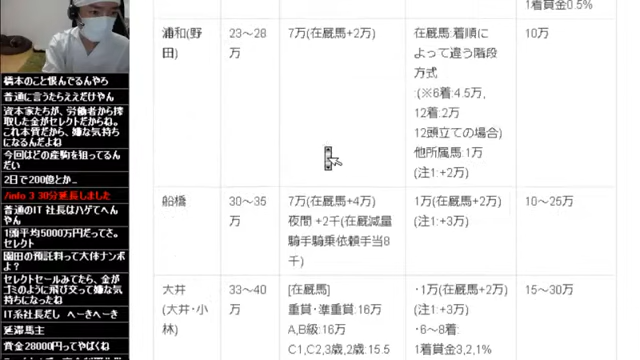 1着賞金0.5%
浦和(野
田)
23～28
万
7万(在厩馬+2万)
在厩馬:着順に
よって違う階段
方式
:(※6着:4.5万,
12着:2万
12頭立ての場合)
他所属馬:1万
(注1:+2万)
10万
船橋
30～35
万
7万(在厩馬+4万)
夜間 +2千(在厩減量
騎手騎乗依頼手当8
千)
1万(在厩馬+2万)
(注1:+3万)
10～25万
大井
(大井・小
林)
33～40
万
[在厩馬]
重賞・準重賞:16万
A,B級:16万
C1,C2,3歳,2歳:15.5
・1万(在厩馬+2万)
(注1:+3万)
・6～8着:
1着賞金3,2,1%
15～30万
橋本のこと恨んでるんやろ
普通に言うたらええだけやん
資本家たちが、労働者から搾
取した金がセレクトだからね。
これ本質だから、嫌な気持ち
になるんだよね
今回はどの産駒を狙ってるん
だい
2日で200億とか…
/info 3 30分延長しました
普通のIT 社長はハゲてへん
やん
1頭平均5000万円だってさ。
セレクト
園田の預託料って大体ナンボ
よ？
セレクトセールみてたら、金が
ゴミのように飛び交って嫌な気
持ちになったね
IT系社長だし へーきへーき
延滞馬主
賞金28000円ってやばくね